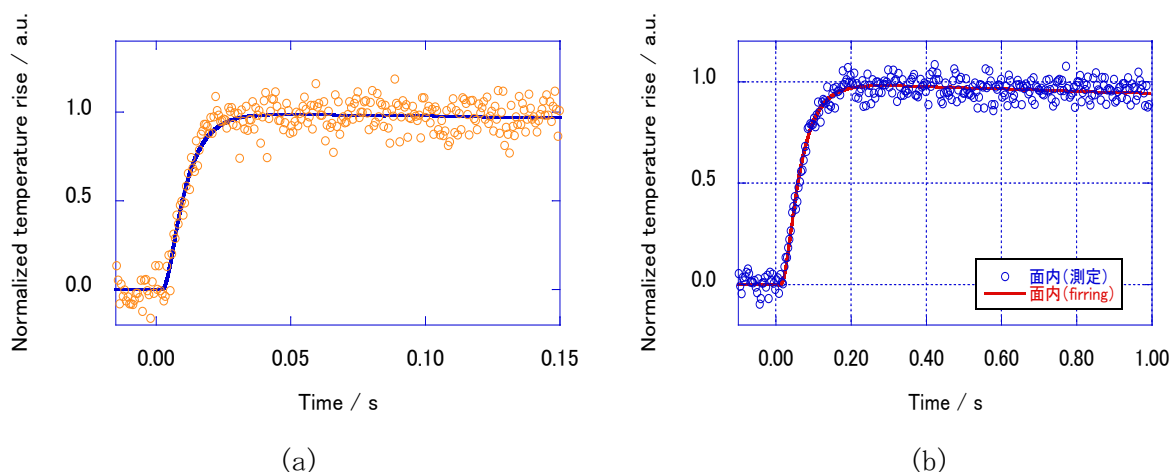 Normalized temperature rise / a.u.
1.0
0.5
0.0
0.00
0.05
0.10
0.15
Time / s
(a)
Normalized temperature rise / a.u.
1.0
0.5
0.0
面内(測定)
面内(firring)
0.00
0.20
0.40
0.60
0.80
1.00
Time / s
(b)